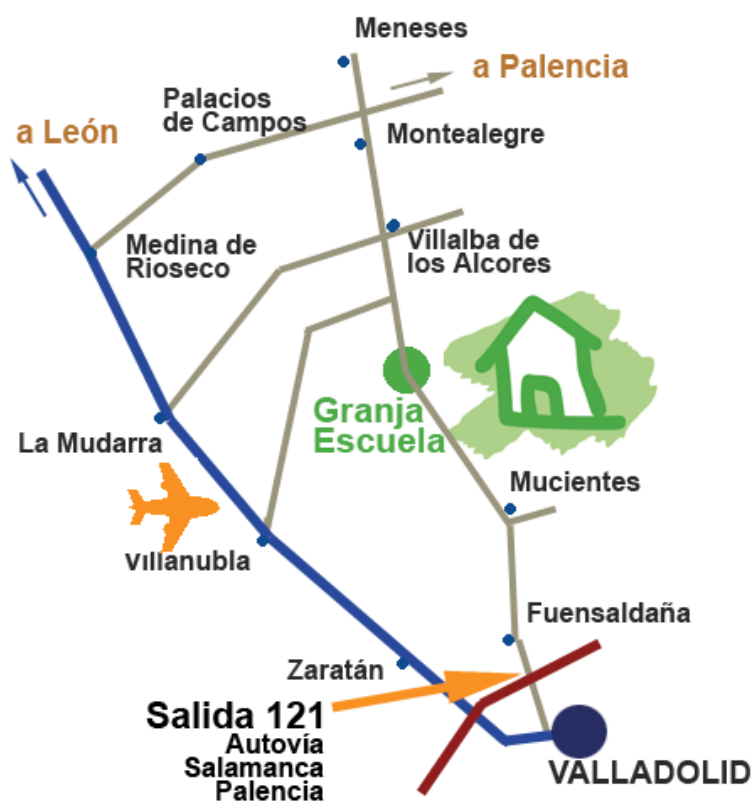 Meneses
a Palencia
Palacios
de Campos
a León
Montealegre
Medina de
Rioseco
Villalba de
los Alcores
Granja
Escuela
La Mudarra
Mucientes
Villanubla
Fuensaldaña
Zaratán
Salida 121
Autovía
Salamanca
Palencia
VALLADOLID